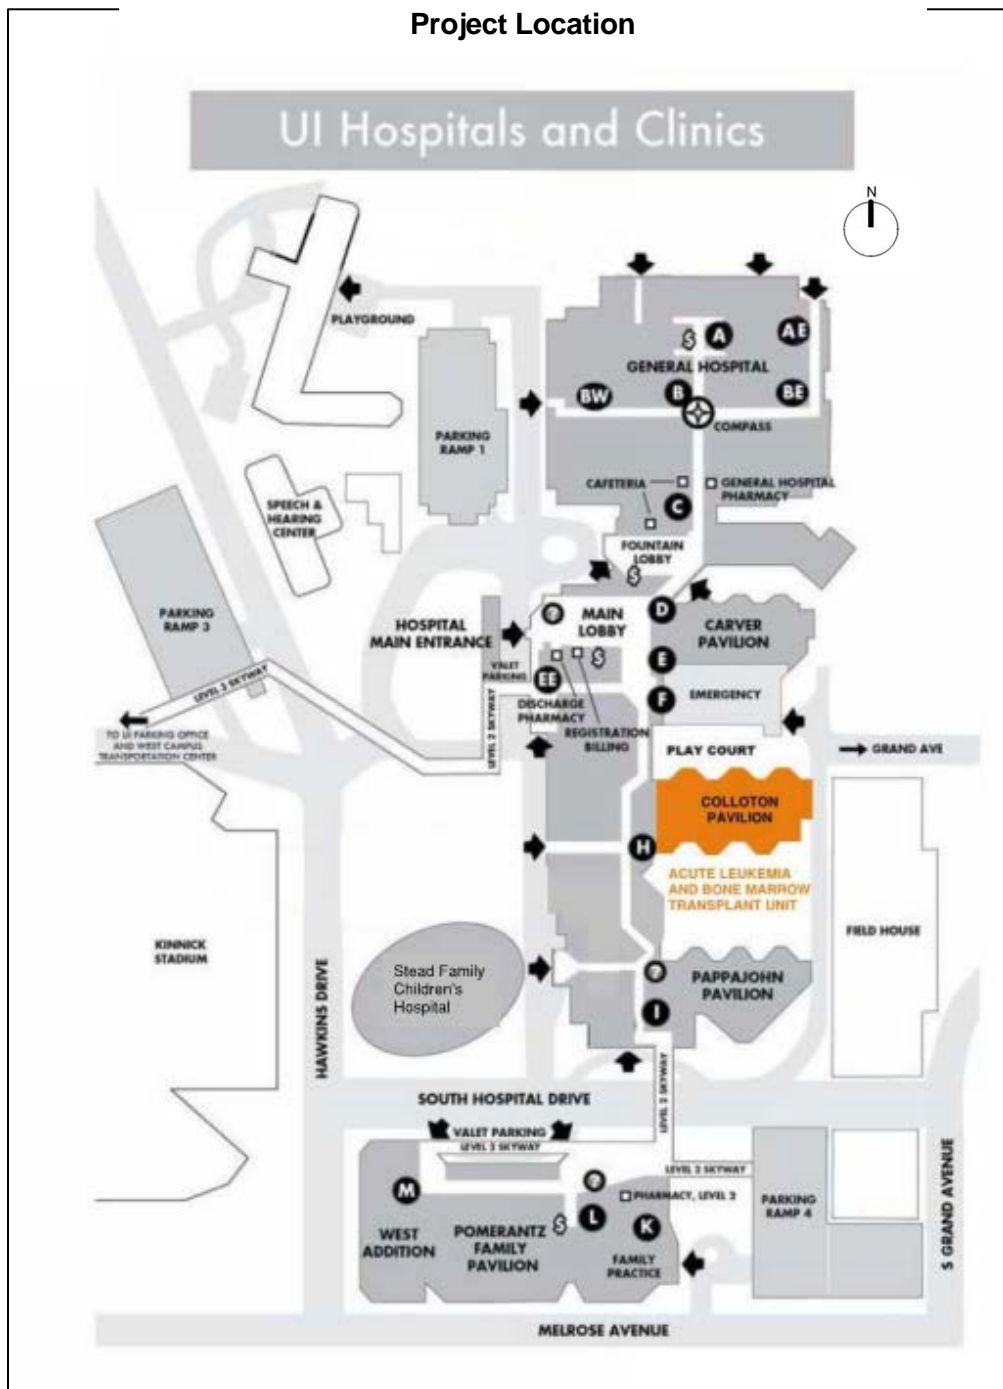 Project Location
UI Hospitals and Clinics
N
PLAYGROUND
A
AE
GENERAL HOSPITAL
BW
B
BE
COMPASS
PARKING
RAMP 1
CAFETERIA
GENERAL HOSPITAL
PHARMACY
C
SPEECH &
HEARING
CENTER
FOUNTAIN
LOBBY
PARKING
RAMP 3
HOSPITAL
MAIN ENTRANCE
MAIN
LOBBY
D
CARVER
PAVILION
E
VALET
PARKING
EE
DISCHARGE
PHARMACY
REGISTRATION
BILLING
F
EMERGENCY
LEVEL 3 SKYWAY
LEVEL 2 SKYWAY
TO UI PARKING OFFICE
AND WEST CAMPUS
TRANSPORTATION CENTER
PLAY COURT
GRAND AVE
COLLOTON
PAVILION
H
ACUTE LEUKEMIA
AND BONE MARROW
TRANSPLANT UNIT
KINNICK
STADIUM
FIELD HOUSE
Stead Family
Children's
Hospital
PAPPAJOHN
PAVILION
I
HAWKINS DRIVE
LEVEL 2 SKYWAY
SOUTH HOSPITAL DRIVE
VALET PARKING
LEVEL 2 SKYWAY
LEVEL 2 SKYWAY
M
PHARMACY, LEVEL 2
L
K
PARKING
RAMP 4
WEST
ADDITION
POMERANTZ
FAMILY
PAVILION
FAMILY
PRACTICE
S GRAND AVENUE
MELROSE AVENUE